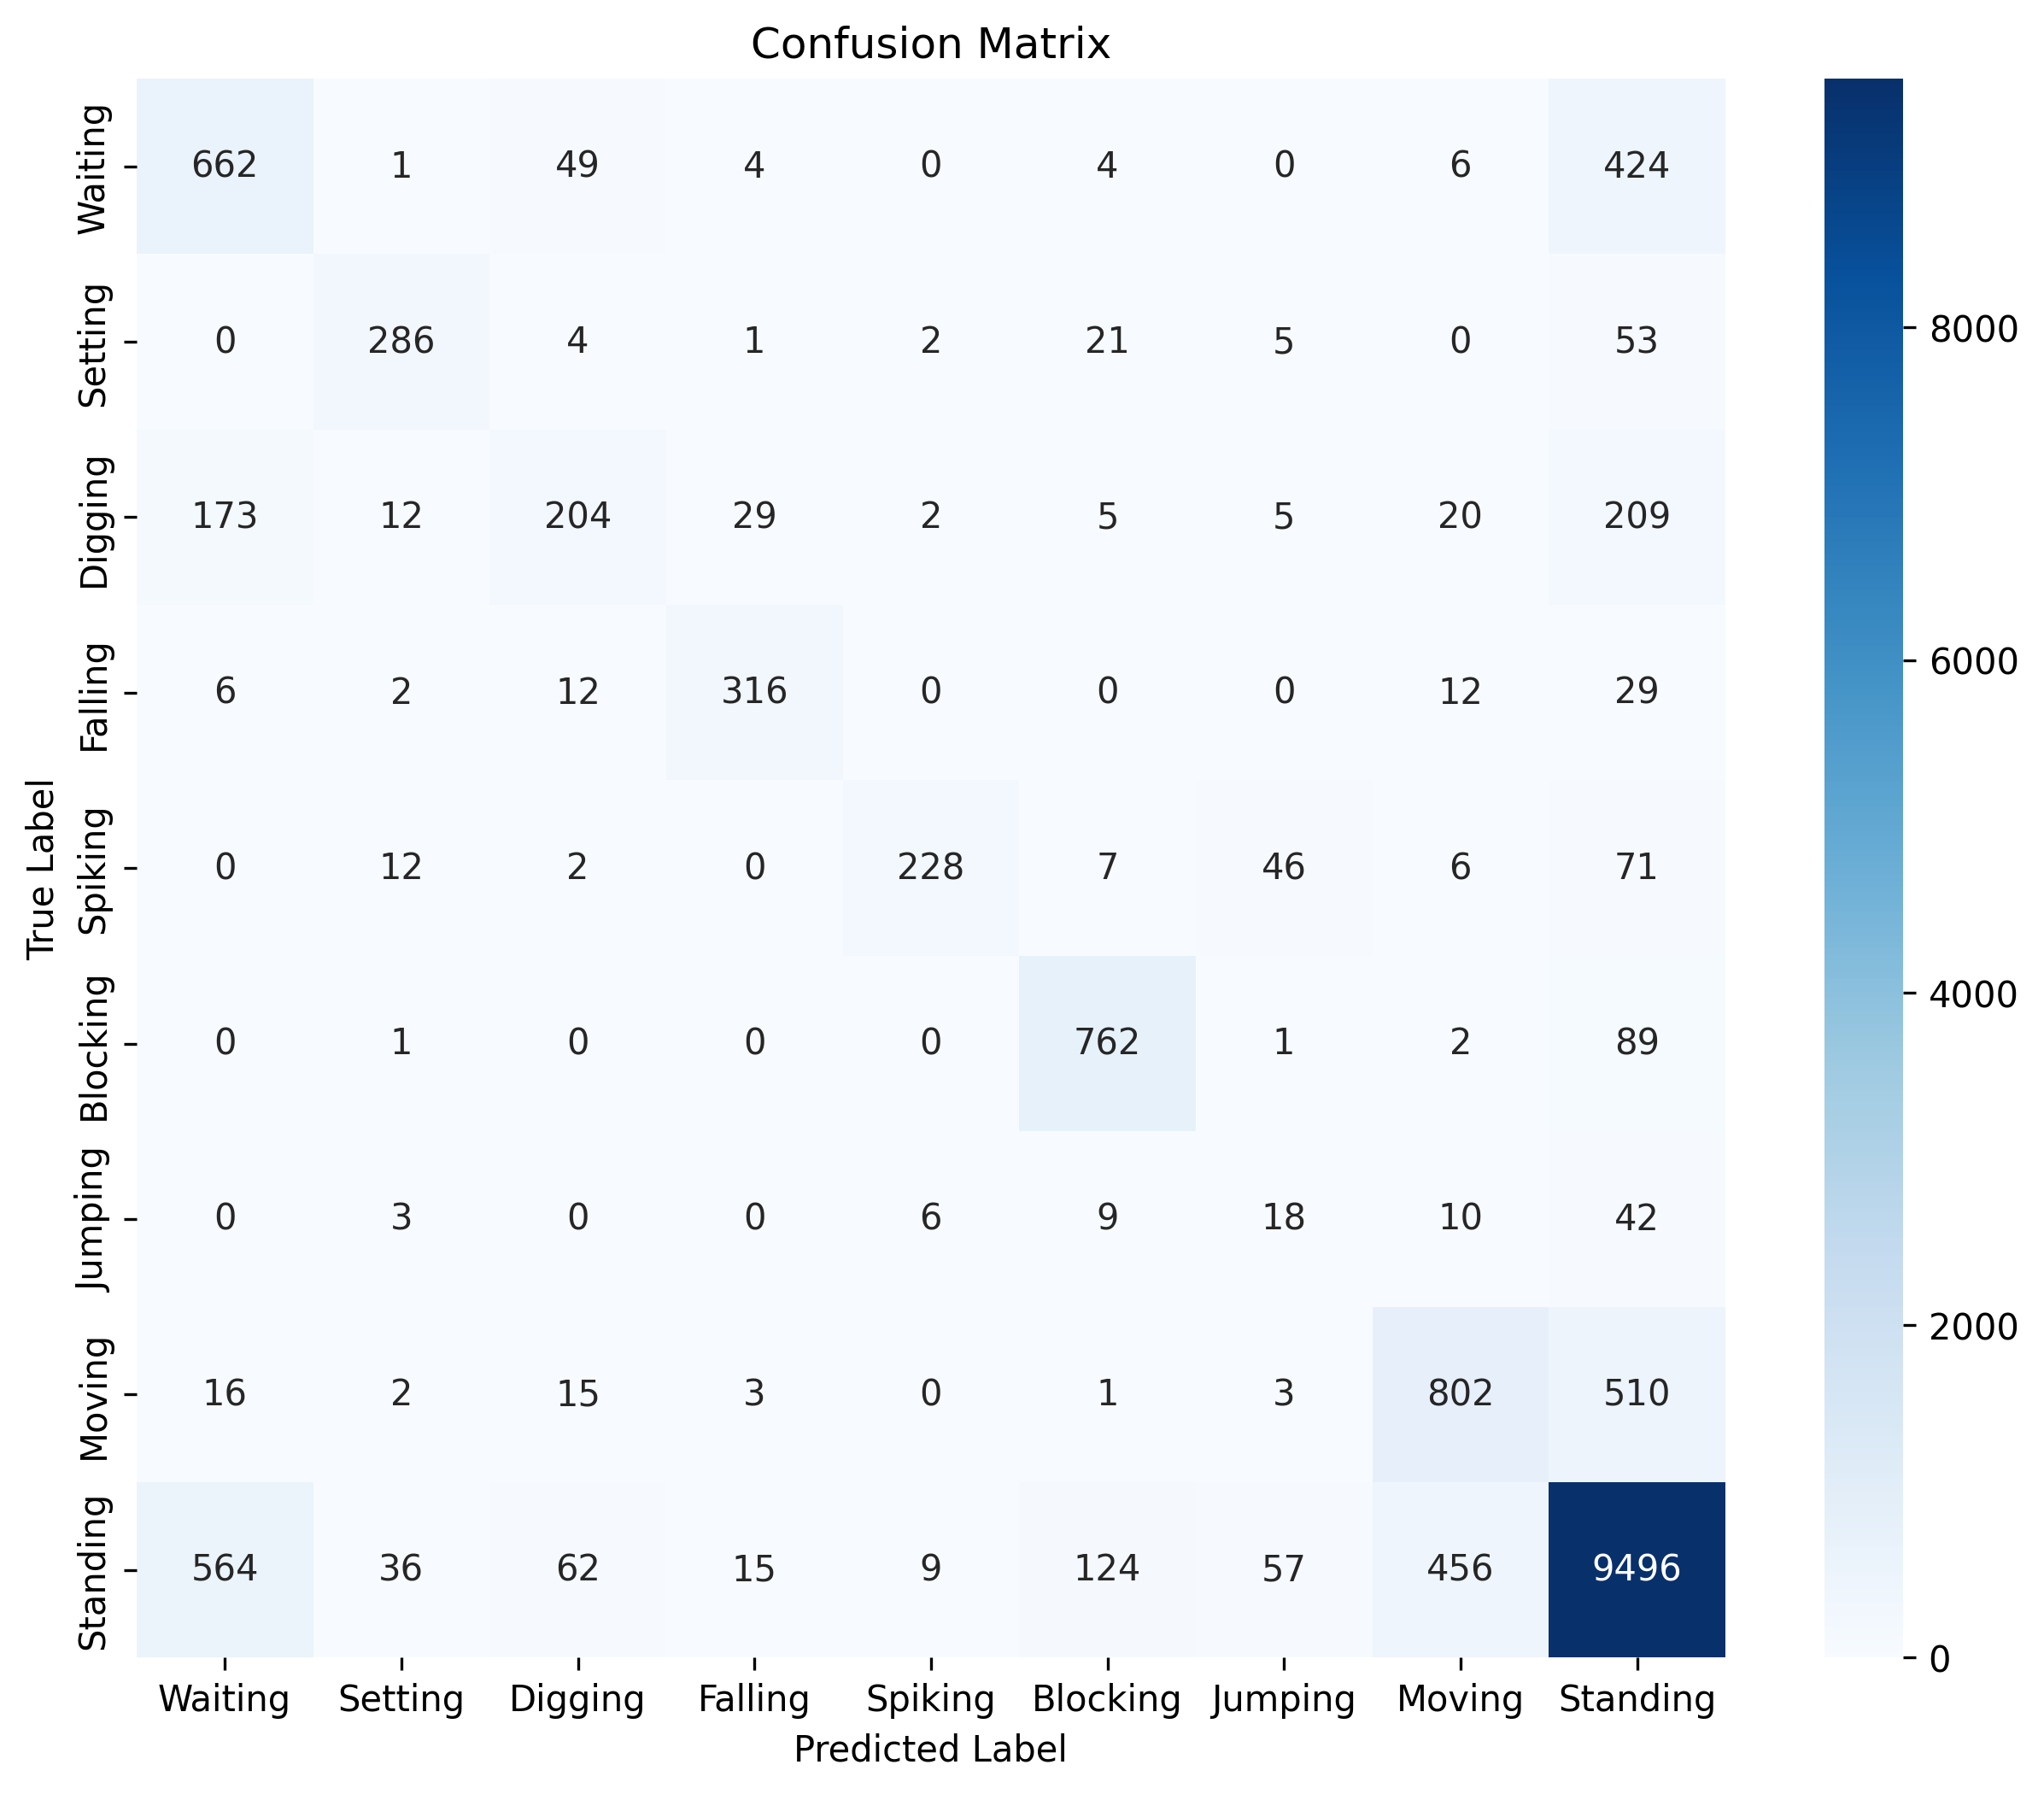 Confusion Matrix
True Label
Waiting 662 1 49 4 0 4 0 6 424
Setting 0 286 4 1 2 21 5 0 53
Digging 173 12 204 29 2 5 5 20 209
Falling 6 2 12 316 0 0 0 12 29
Spiking 0 12 2 0 228 7 46 6 71
Blocking 0 1 0 0 0 762 1 2 89
Jumping 0 3 0 0 6 9 18 10 42
Moving 16 2 15 3 0 1 3 802 510
Standing 564 36 62 15 9 124 57 456 9496
Waiting Setting Digging Falling Spiking Blocking Jumping Moving Standing
Predicted Label
8000
6000
4000
2000
0